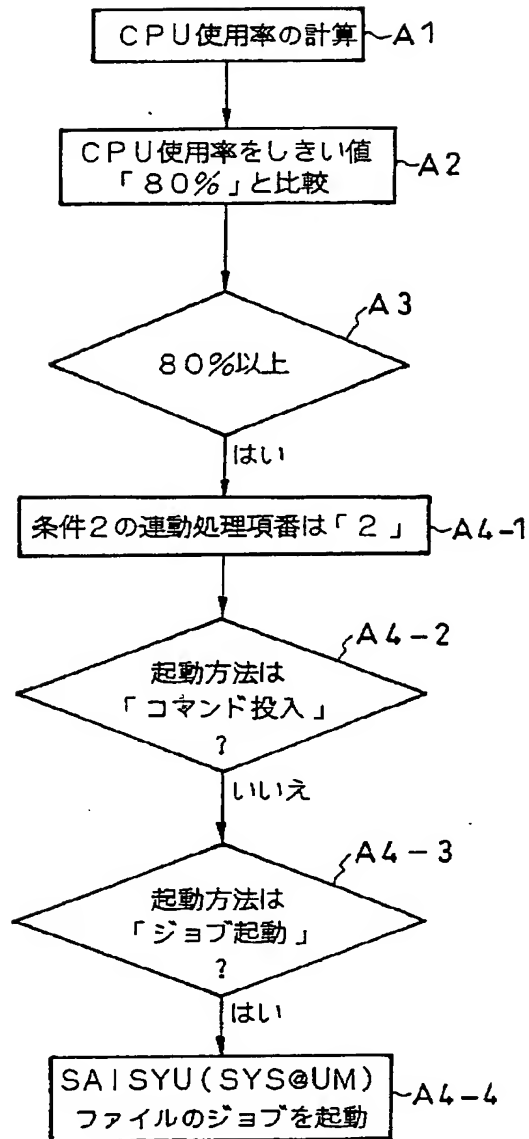 CPU使用率の計算 A1
CPU使用率をしきい値
「80%」と比較 A2
A3
80%以上
はい
条件2の連動処理項番は「2」 A4-1
A4-2
起動方法は
「コマンド投入」
?
いいえ
A4-3
起動方法は
「ジョブ起動」
?
はい
SAISYU(SYS@UM)
ファイルのジョブを起動 A4-4